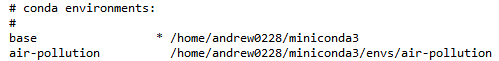 # conda environments:
#
base                  * /home/andrew0228/miniconda3
air-pollution           /home/andrew0228/miniconda3/envs/air-pollution